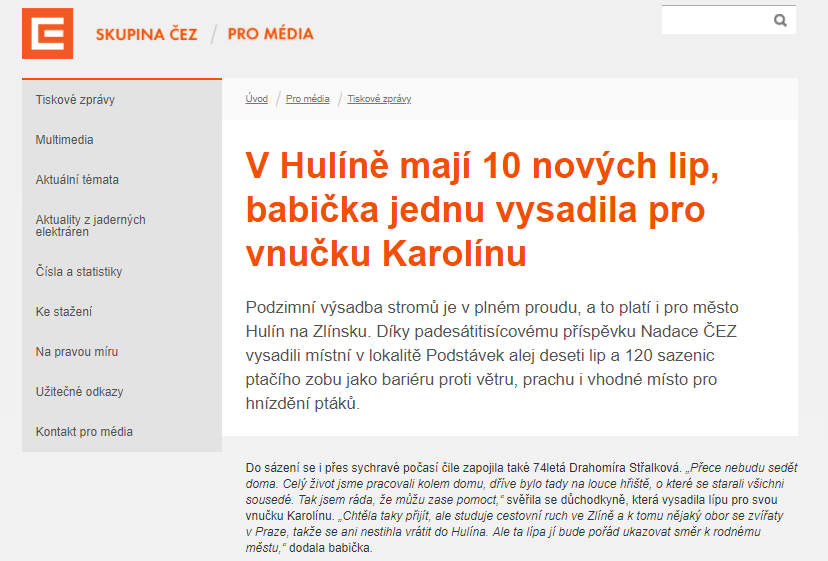 SKUPINA ČEZ / PRO MÉDIA
Tiskové zprávy
Multimedia
Aktuální témata
Aktuality z jaderných
elektráren
Čísla a statistiky
Ke stažení
Na pravou míru
Užitečné odkazy
Kontakt pro média
Úvod / Pro média / Tiskové zprávy
V Hulíně mají 10 nových lip,
babička jednu vysadila pro
vnučku Karolínu
Podzimní výsadba stromů je v plném proudu, a to platí i pro město
Hulín na Zlínsku. Díky padesátitisícovému příspěvku Nadace ČEZ
vysadili místní v lokalitě Podstávek alej deseti lip a 120 sazenic
ptačího zobu jako bariéru proti větru, prachu i vhodné místo pro
hnízdění ptáků.
Do sázení se i přes sychravé počasí čile zapojila také 74letá Drahomíra Střalková. „Přece nebudu sedět
doma. Celý život jsme pracovali kolem domu, dříve bylo tady na louce hřiště, o které se starali všichni
sousedé. Tak jsem ráda, že můžu zase pomoct,“ svěřila se důchodkyně, která vysadila lípu pro svou
vnučku Karolínu. „Chtěla taky přijít, ale studuje cestovní ruch ve Zlíně a k tomu nějaký obor se zvířaty
v Praze, takže se ani nestihla vrátit do Hulína. Ale ta lípa jí bude pořád ukazovat směr k rodnému
městu,“ dodala babička.